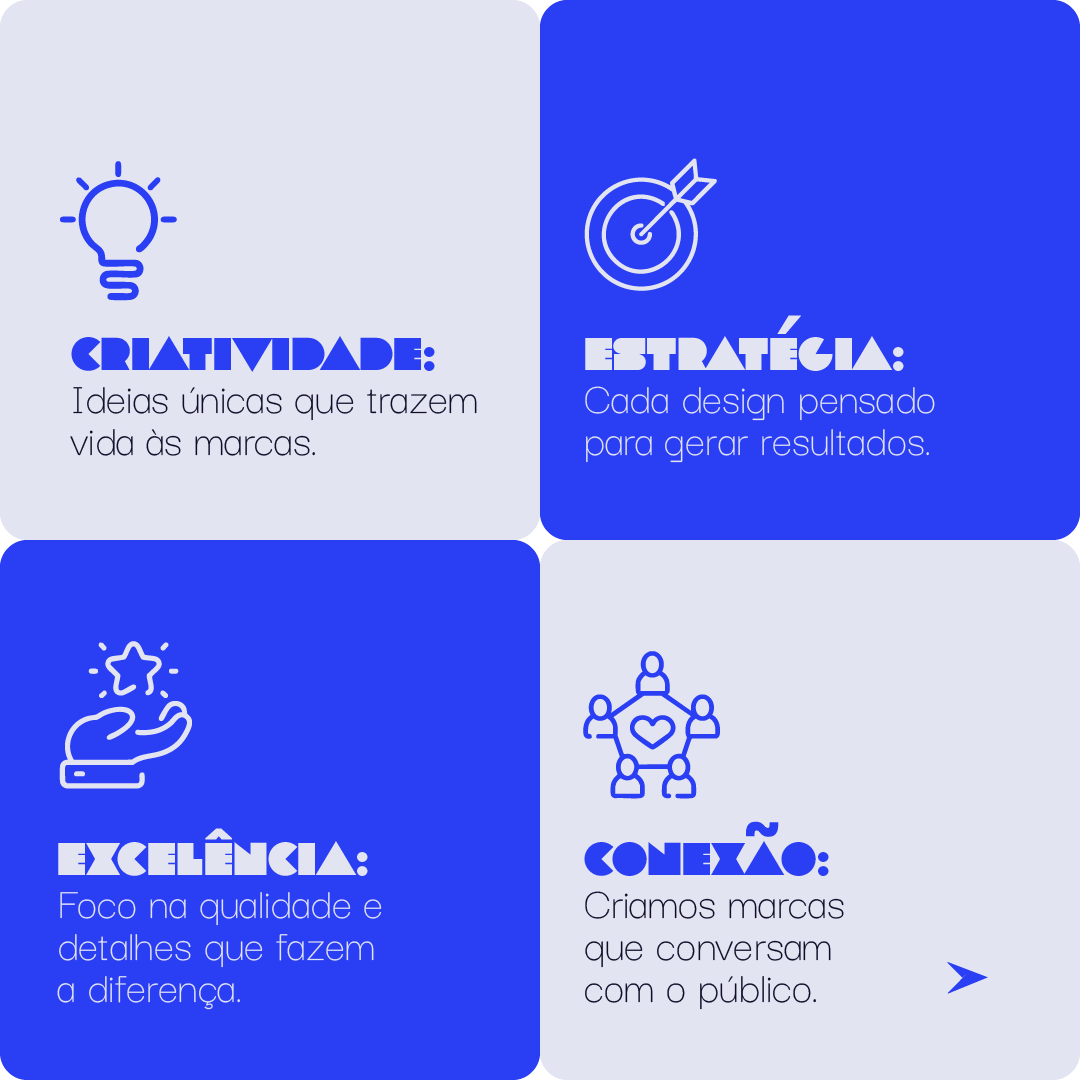 CRIATIVIDADE:
Ideias únicas que trazem
vida às marcas.
ESTRATÉGIA:
Cada design pensado
para gerar resultados.
EXCELÊNCIA:
Foco na qualidade e
detalhes que fazem
a diferença.
CONEXÃO:
Criamos marcas
que conversam
com o público.